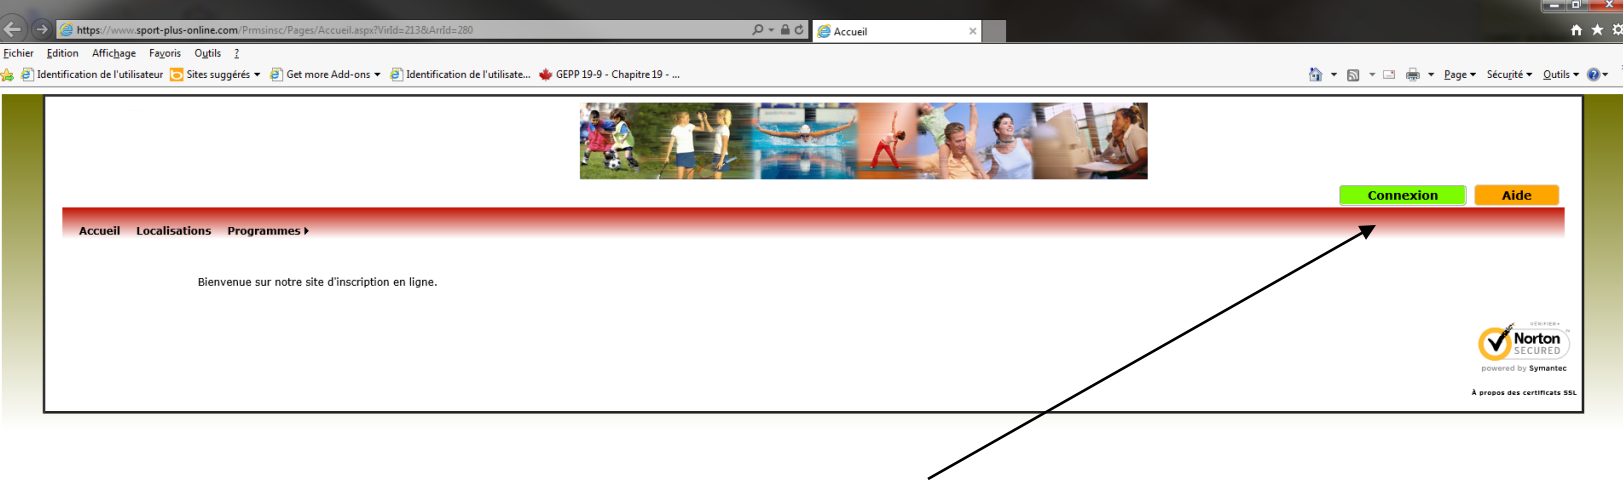 https://www.sport-plus-online.com/Prmsinsc/Pages/Accueil.aspx?VirId=213&ArrId=280
Accueil
Fichier Edition Affichage Favoris Outils ?
Identification de l'utilisateur Sites suggérés Get more Add-ons Identification de l'utilisate... GEPP 19-9 - Chapitre 19 - ... Page Sécurité Outils
Connexion Aide
Accueil Localisations Programmes
Bienvenue sur notre site d'inscription en ligne.
VÉRIFIER
Norton
SECURED
powered by Symantec
À propos des certificats SSL